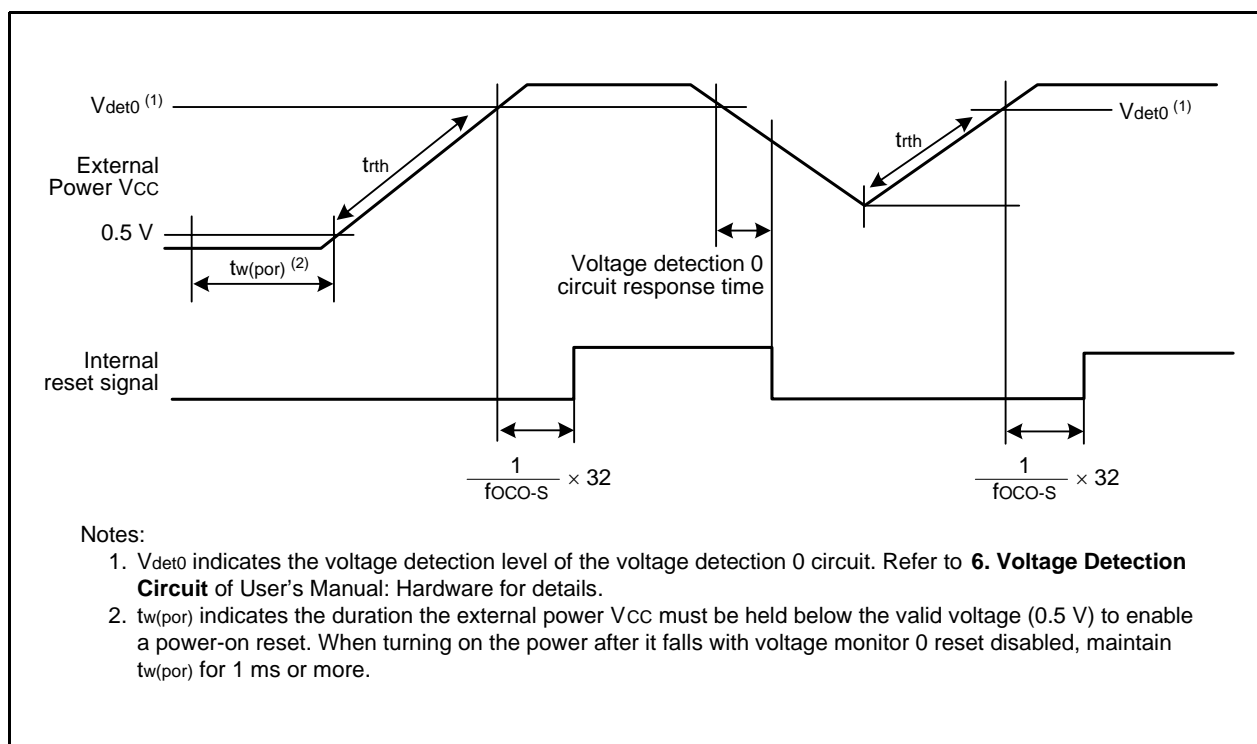 Vdet0 (1)
Vdet0 (1)
trth
trth
External
Power VCC
0.5 V
tw(por) (2)
Voltage detection 0
circuit response time
Internal
reset signal
1
fOCO-S
× 32
1
fOCO-S
× 32
Notes:
1. Vdet0 indicates the voltage detection level of the voltage detection 0 circuit. Refer to 6. Voltage Detection
Circuit of User's Manual: Hardware for details.
2. tw(por) indicates the duration the external power VCC must be held below the valid voltage (0.5 V) to enable
a power-on reset. When turning on the power after it falls with voltage monitor 0 reset disabled, maintain
tw(por) for 1 ms or more.